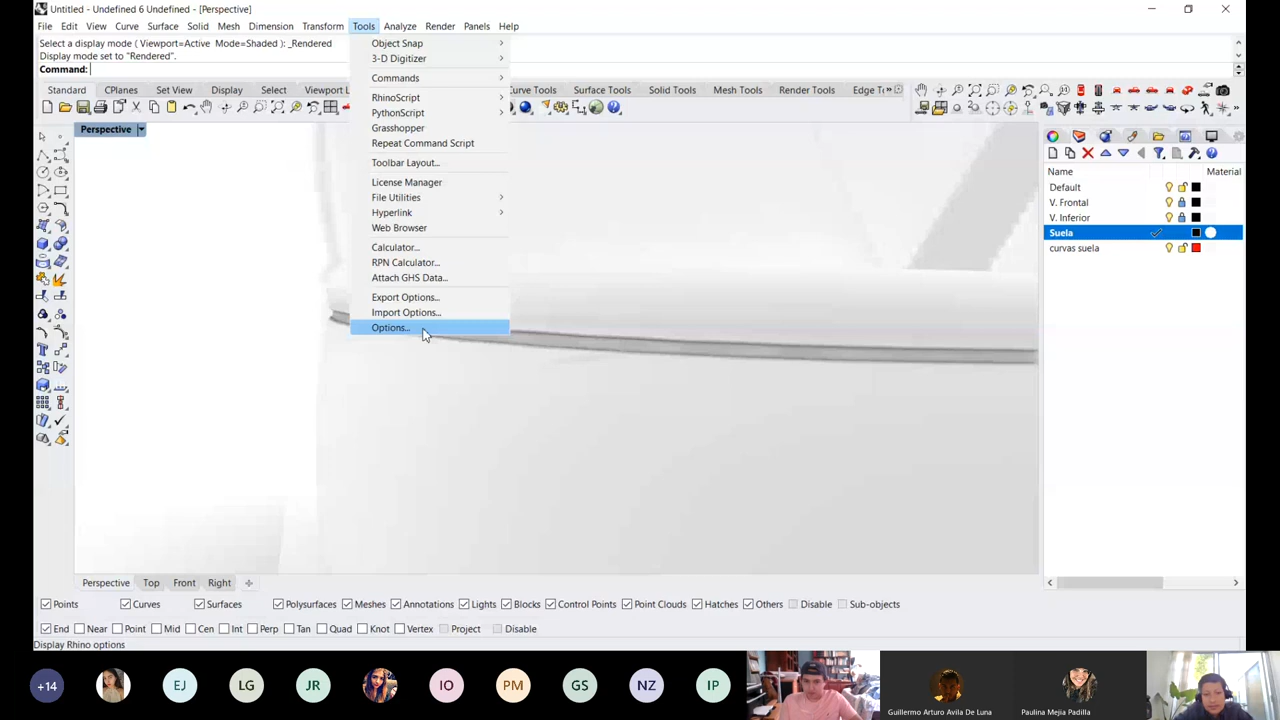 Untitled - Undefined 6 Undefined - [Perspective]
File Edit View Curve Surface Solid Mesh Dimension Transform Tools Analyze Render Panels Help
Select a display mode ( Viewport=Active Mode=Shaded ): _Rendered
Display mode set to "Rendered".
Command:
Standard CPlanes Set View Display Select Viewport L
Curve Tools Surface Tools Solid Tools Mesh Tools Render Tools Edge T
Object Snap
3-D Digitizer
Commands
RhinoScript
PythonScript
Grasshopper
Repeat Command Script
Toolbar Layout...
License Manager
File Utilities
Hyperlink
Web Browser
Calculator...
RPN Calculator...
Attach GHS Data...
Export Options...
Import Options...
Options...
Perspective
Name Material
Default
V. Frontal
V. Inferior
Suela
curvas suela
Perspective Top Front Right
Points Curves Surfaces Polysurfaces Meshes Annotations Lights Blocks Control Points Point Clouds Hatches Others Disable Sub-objects
End Near Point Mid Cen Int Perp Tan Quad Knot Vertex Project Disable
Display Rhino options
+14 EJ LG JR IO PM GS NZ IP
Guillermo Arturo Avila De Luna
Paulina Mejia Padilla